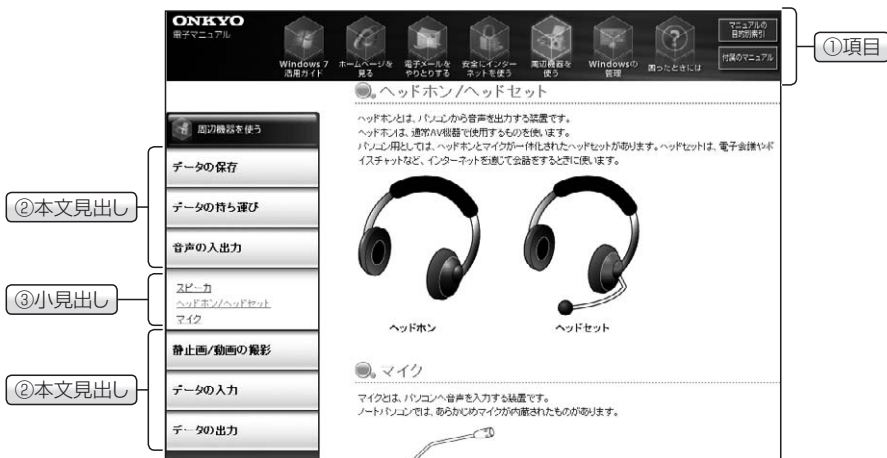 ONKYO
電子マニュアル
Windows 7
活用ガイド
ホームページを
見る
電子メールを
やりとりする
安全にインター
ネットを使う
周辺機器を
使う
Windowsの
管理
困ったときには
マニュアルの
目的別索引
付属のマニュアル
①項目
周辺機器を使う
データの保存
データの持ち運び
音声の入出力
②本文見出し
スピーカ
ヘッドホン/ヘッドセット
マイク
③小見出し
静止画/動画の撮影
データの入力
データの出力
②本文見出し
ヘッドホン/ヘッドセット
ヘッドホンとは、パソコンから音声を出力する装置です。
ヘッドホンは、通常AV機器で使用するものを使います。
パソコン用としては、ヘッドホンとマイクが一体化されたヘッドセットがあります。ヘッドセットは、電子会議やボ
イスチャットなど、インターネットを通じて会話をするときに使います。
ヘッドホン
ヘッドセット
マイク
マイクとは、パソコンへ音声を入力する装置です。
ノートパソコンでは、あらかじめマイクが内蔵されたものがあります。